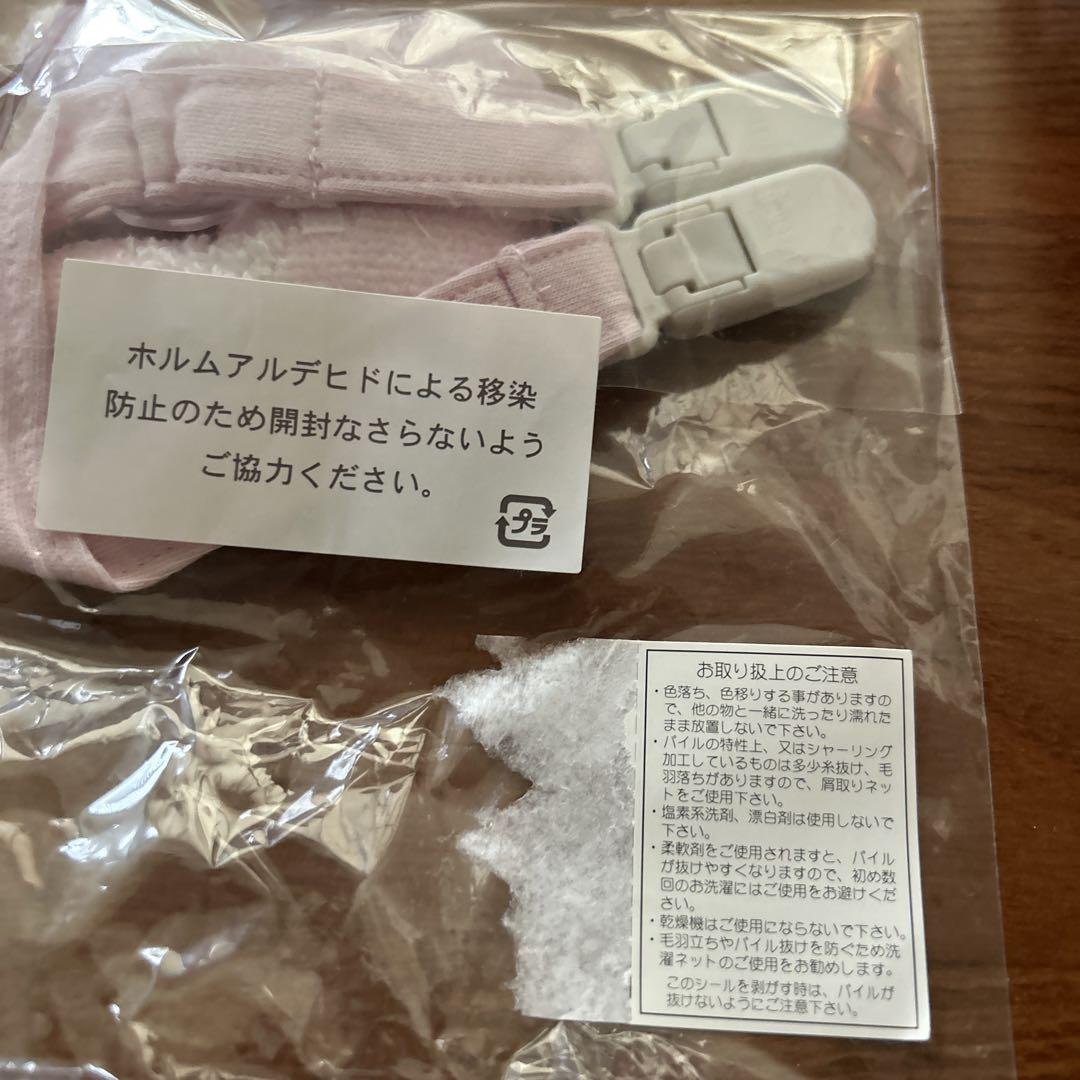 ホルムアルデヒドによる移染
防止のため開封なさらないよう
ご協力ください。
プラ
お取り扱上のご注意
・色落ち、色移りする事がありますの
で、他の物と一緒に洗ったり濡れた
まま放置しないで下さい。
・パイルの特性上、又はシャーリング
加工しているものは多少糸抜け、毛
羽落ちがありますので、屑取りネッ
トをご使用下さい。
・塩素系洗剤、漂白剤は使用しないで
下さい。
・柔軟剤をご使用されますと、パイル
が抜けやすくなりますので、初め数
回のお洗濯にはご使用をお避けくだ
さい。
・乾燥機はご使用にならないで下さい。
・毛羽立ちやパイル抜けを防ぐため洗
濯ネットのご使用をお勧めします。
このシールを剥がす時は、パイルが
抜けないようにご注意下さい。